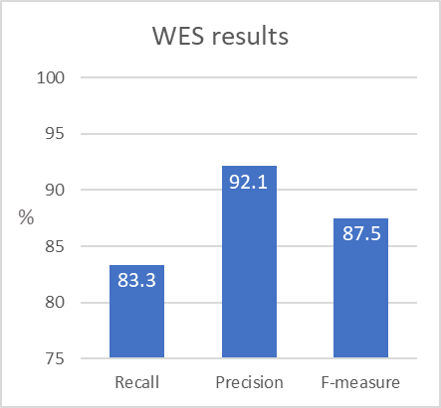 WES results
100
95
90
85
80
75
%
83.3
92.1
87.5
Recall
Precision
F-measure